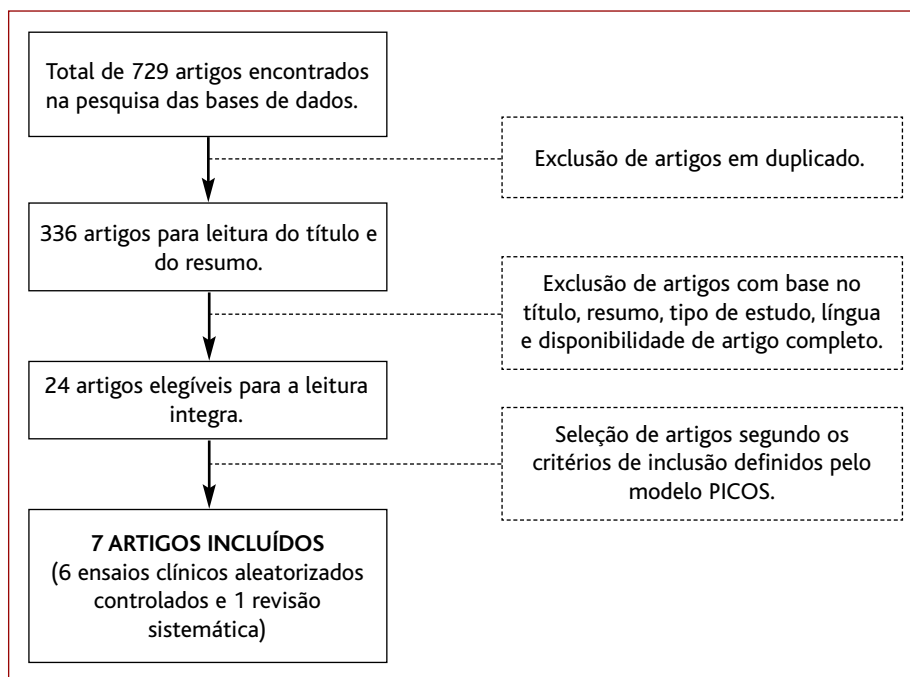 Total de 729 artigos encontrados
na pesquisa das bases de dados.
Exclusão de artigos em duplicado.
336 artigos para leitura do título e
do resumo.
Exclusão de artigos com base no
título, resumo, tipo de estudo, língua
e disponibilidade de artigo completo.
24 artigos elegíveis para a leitura
integra.
Seleção de artigos segundo os
critérios de inclusão definidos pelo
modelo PICOS.
7 ARTIGOS INCLUÍDOS
(6 ensaios clínicos aleatorizados
controlados e 1 revisão
sistemática)